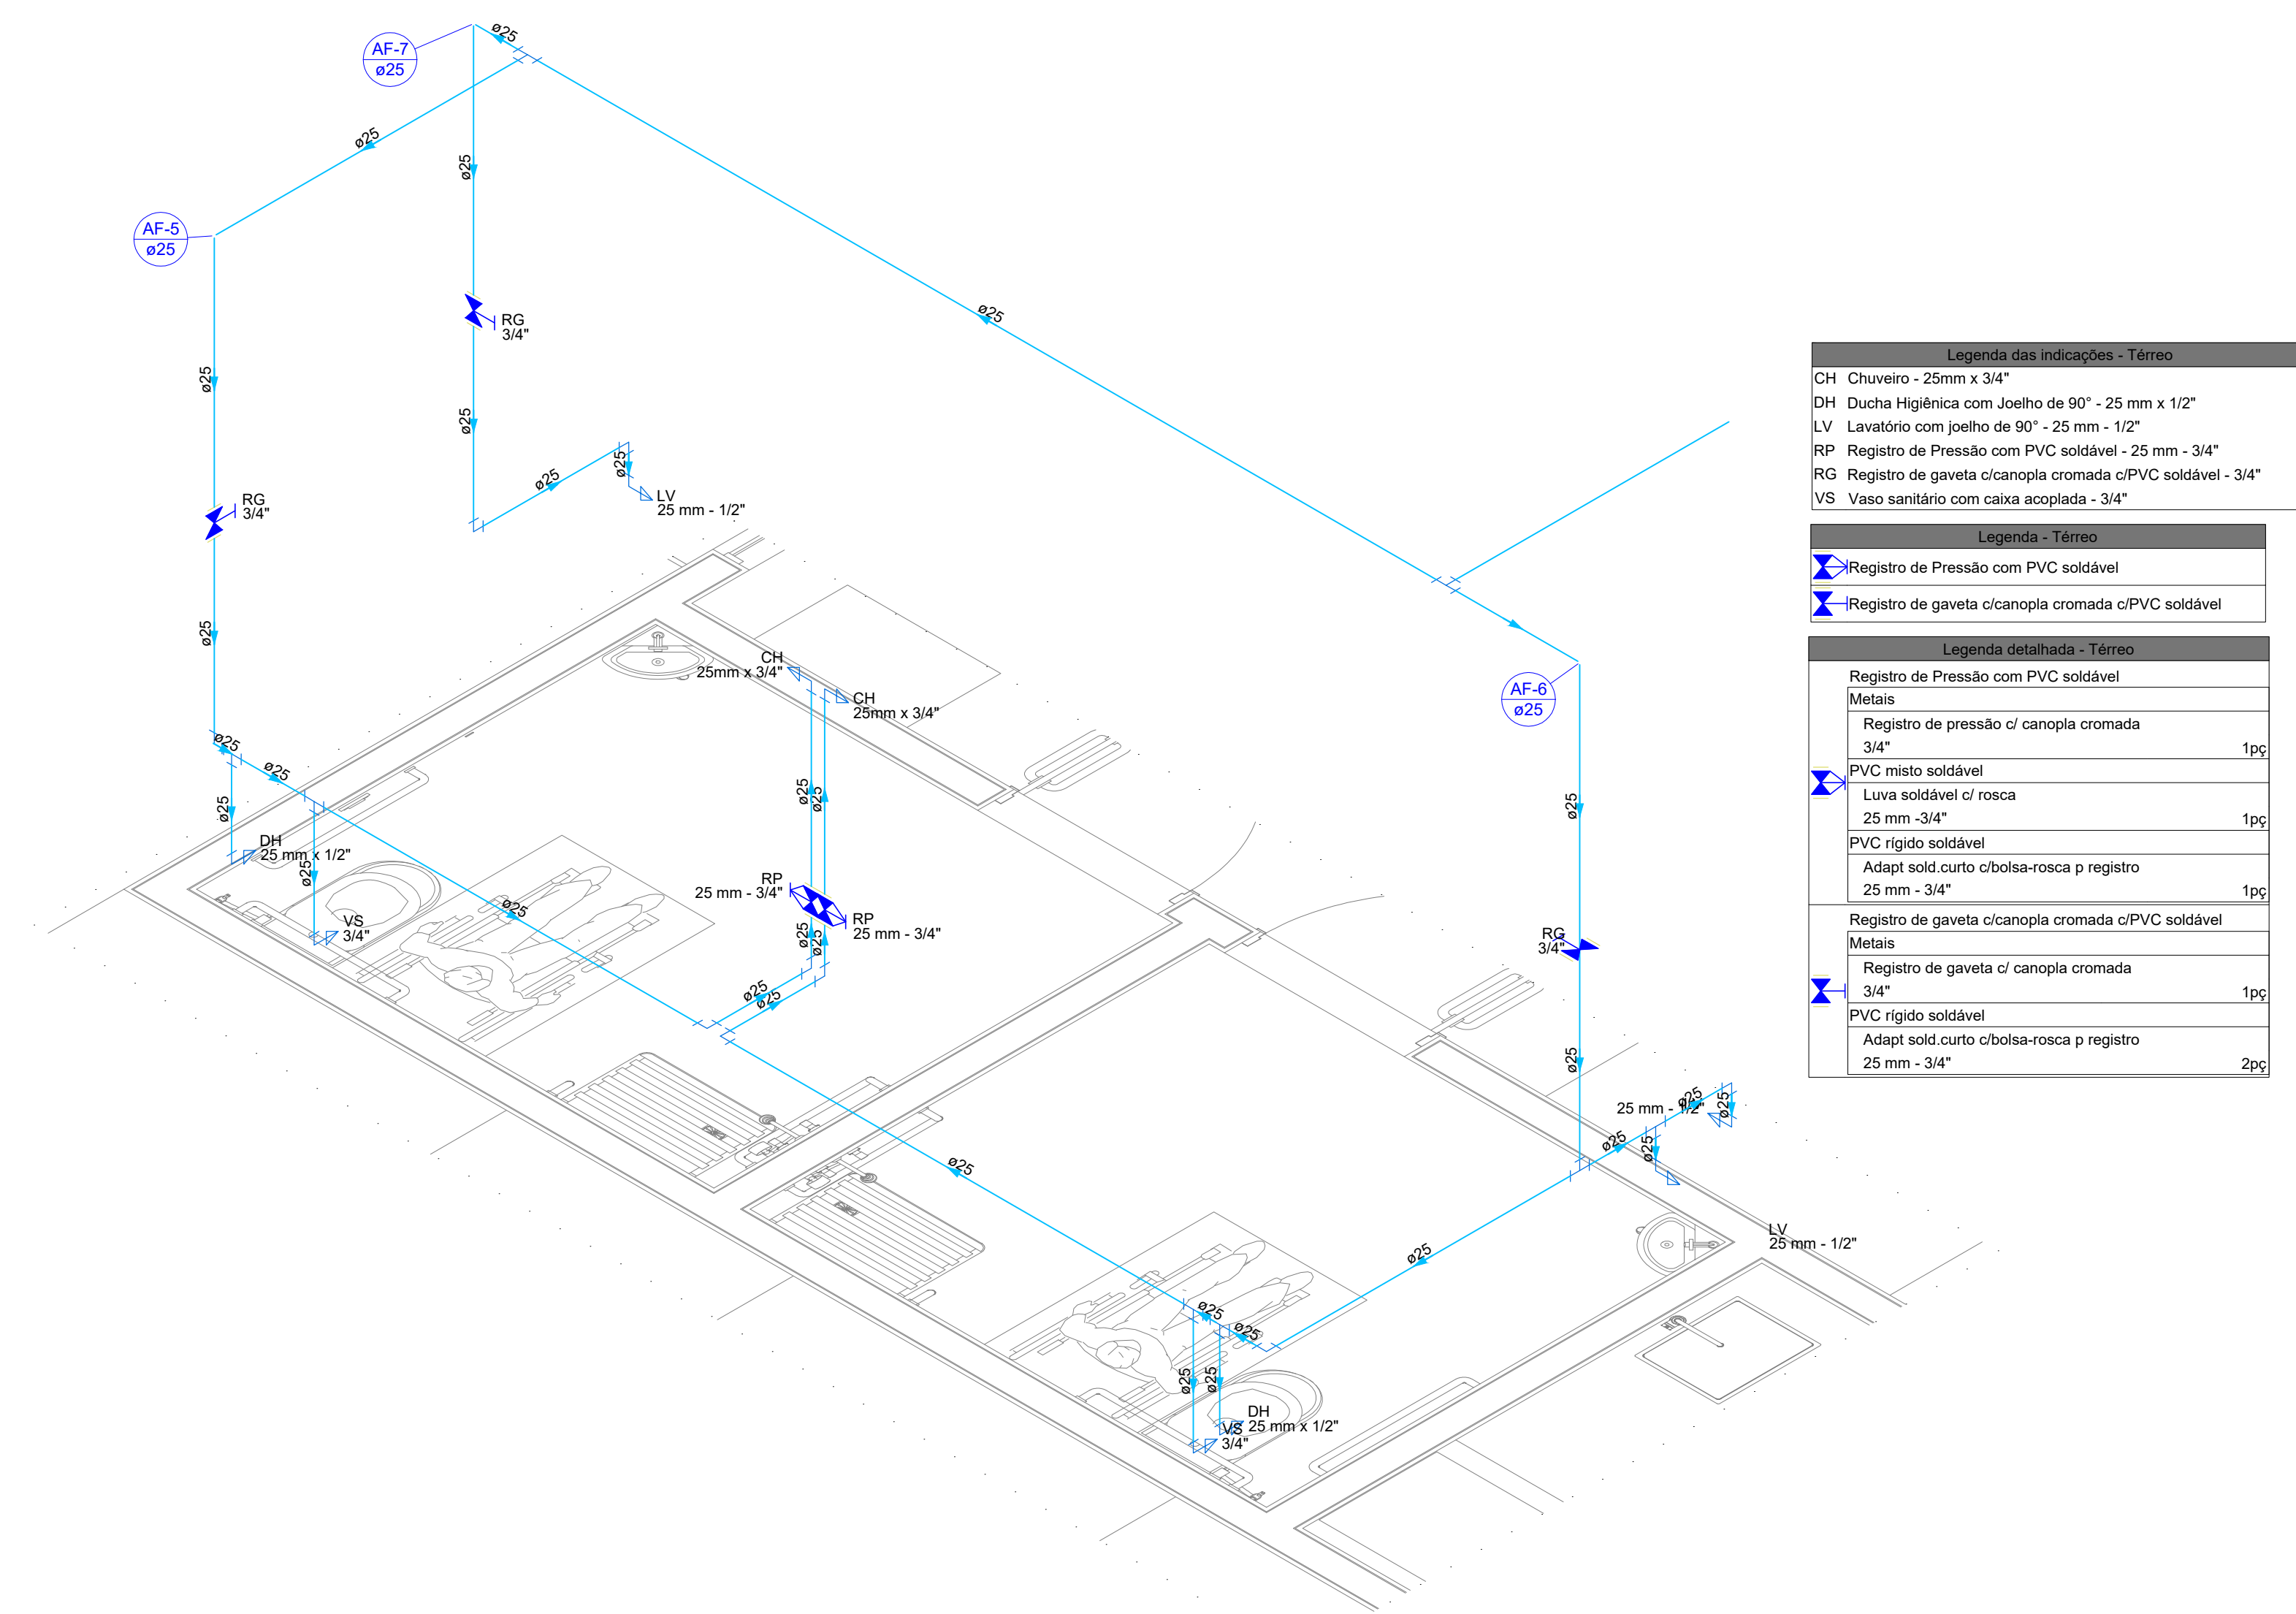 ø25
AF-7
ø25
ø25
ø25
AF-5
ø25
RG
3/4"
ø25
ø25
ø25
ø25
LV
25 mm - 1/2"
ø25
RG
3/4"
ø25
ø25
CH
25mm x 3/4"
CH
25mm x 3/4"
AF-6
ø25
ø25
ø25
ø25
DH
25 mm x 1/2"
ø25
VS
3/4"
ø25
ø25
ø25
RP
25 mm - 3/4"
RP
25 mm - 3/4"
ø25
ø25
ø25
ø25
ø25
RG
3/4"
ø25
25 mm - 1/2"
ø25
ø25
ø25
ø25
ø25
ø25
LV
25 mm - 1/2"
ø25
ø25
ø25
ø25
DH
25 mm x 1/2"
VS
3/4"
Legenda das indicações - Térreo
CH Chuveiro - 25mm x 3/4"
DH Ducha Higiênica com Joelho de 90° - 25 mm x 1/2"
LV Lavatório com joelho de 90° - 25 mm - 1/2"
RP Registro de Pressão com PVC soldável - 25 mm - 3/4"
RG Registro de gaveta c/canopla cromada c/PVC soldável - 3/4"
VS Vaso sanitário com caixa acoplada - 3/4"
Legenda - Térreo
Registro de Pressão com PVC soldável
Registro de gaveta c/canopla cromada c/PVC soldável
Legenda detalhada - Térreo
Registro de Pressão com PVC soldável
Metais
Registro de pressão c/ canopla cromada
3/4" 1pç
PVC misto soldável
Luva soldável c/ rosca
25 mm -3/4" 1pç
PVC rígido soldável
Adapt sold.curto c/bolsa-rosca p registro
25 mm - 3/4" 1pç
Registro de gaveta c/canopla cromada c/PVC soldável
Metais
Registro de gaveta c/ canopla cromada
3/4" 1pç
PVC rígido soldável
Adapt sold.curto c/bolsa-rosca p registro
25 mm - 3/4" 2pç